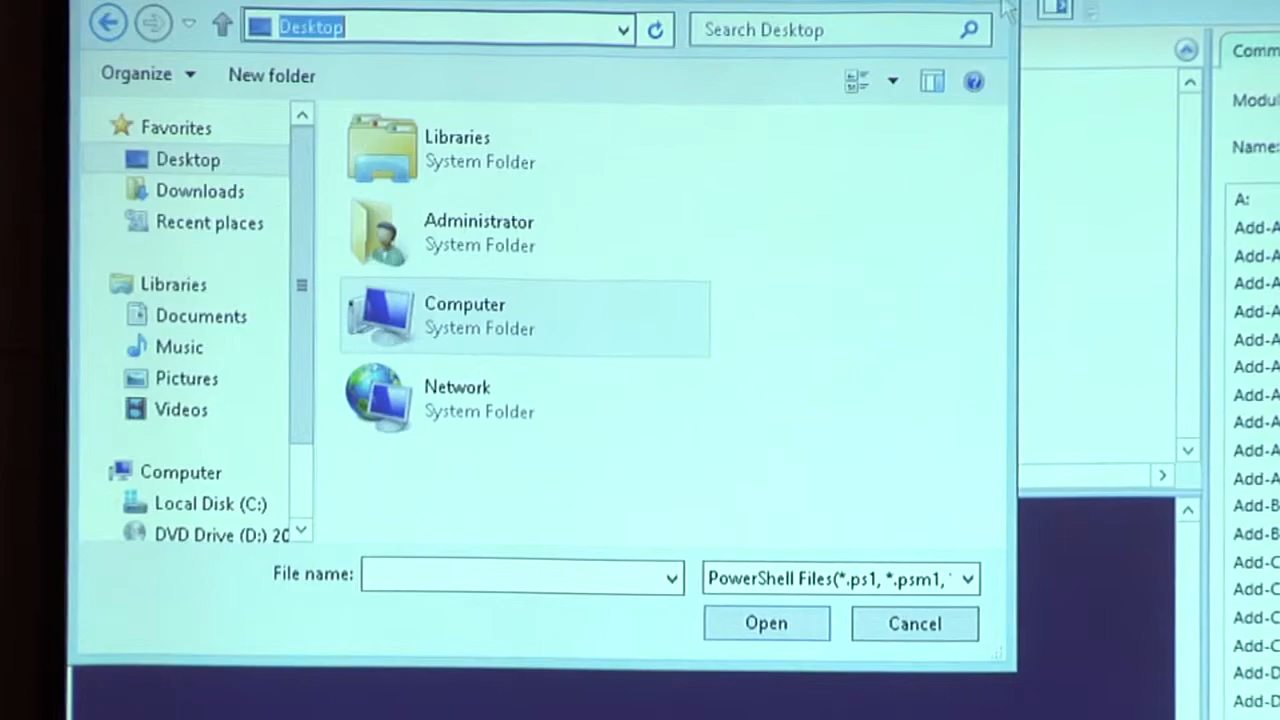 Desktop
Search Desktop
Organize
New folder
Favorites
Desktop
Downloads
Recent places
Libraries
Documents
Music
Pictures
Videos
Computer
Local Disk (C:)
DVD Drive (D:) 20
Libraries
System Folder
Administrator
System Folder
Computer
System Folder
Network
System Folder
File name:
PowerShell Files(*.ps1, *.psm1,
Open
Cancel
Comm
Modul
Name:
A:
Add-A
Add-A
Add-A
Add-A
Add-A
Add-A
Add-A
Add-A
Add-A
Add-A
Add-B
Add-B
Add-C
Add-C
Add-C
Add-C
Add-D
Add-D